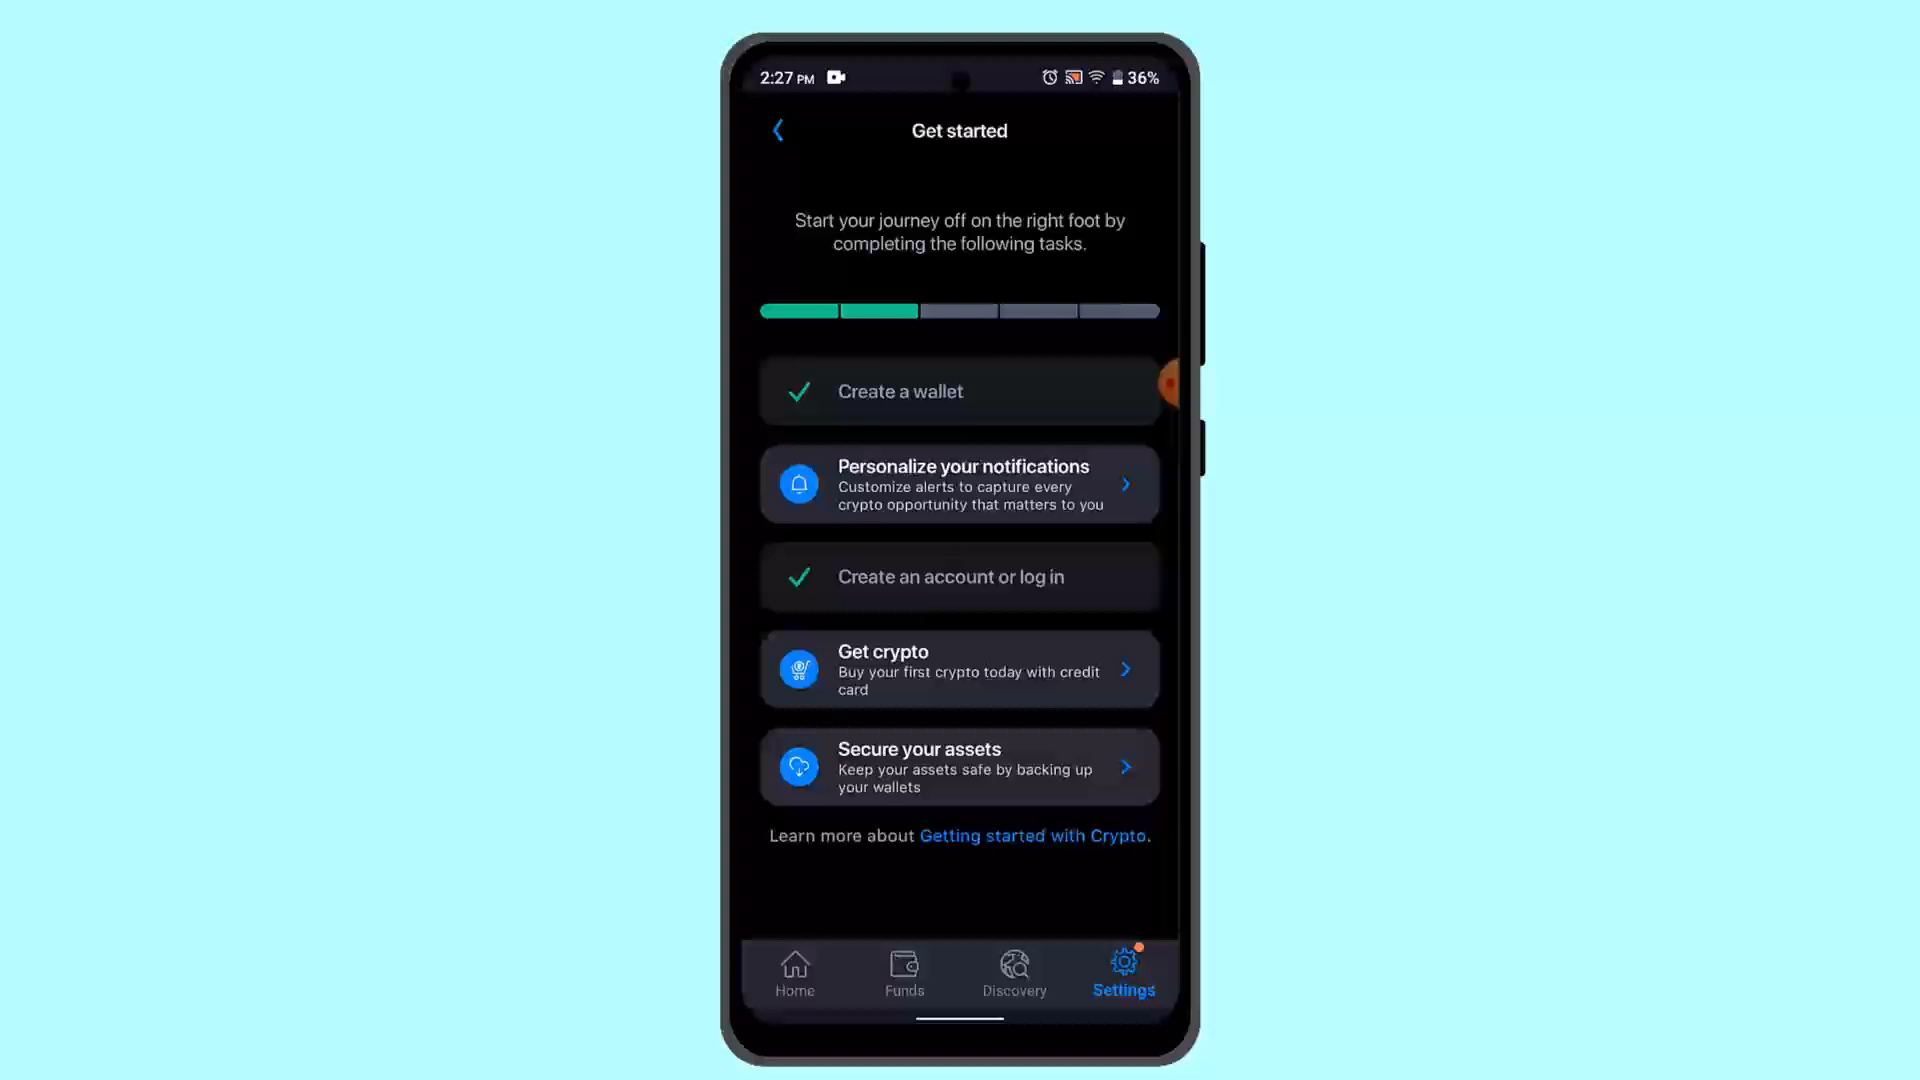 2:27 PM
36%
Get started
Start your journey off on the right foot by
completing the following tasks.
Create a wallet
Personalize your notifications
Customize alerts to capture every
crypto opportunity that matters to you
Create an account or log in
Get crypto
Buy your first crypto today with credit
card
Secure your assets
Keep your assets safe by backing up
your wallets
Learn more about Getting started with Crypto.
Home
Funds
Discovery
Settings